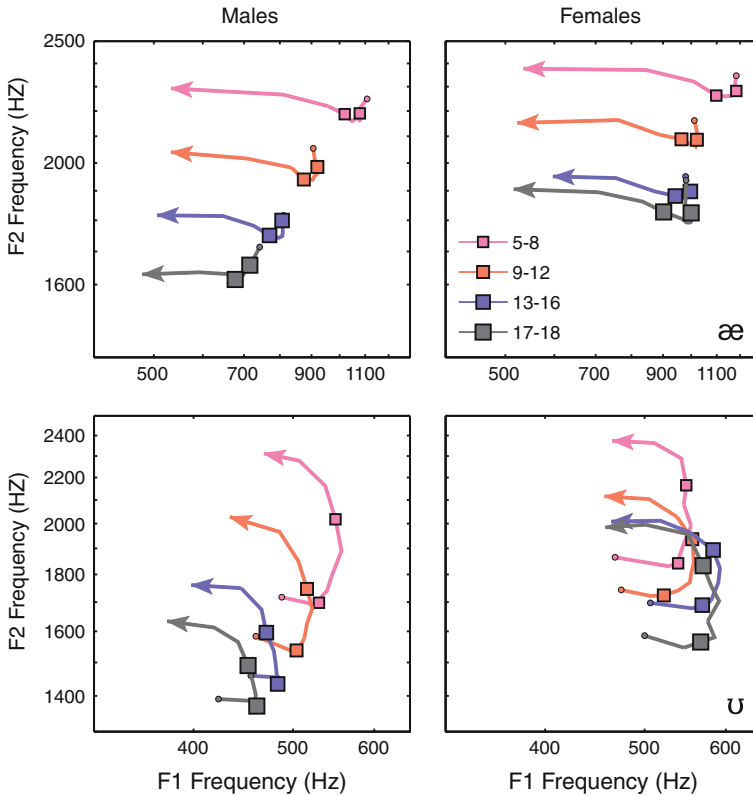 Males Females
2500
2000
1600
F2 Frequency (HZ)
500 700 900 1100
500 700 900 1100
5-8
9-12
13-16
17-18
æ
2400
2200
2000
1800
1600
1400
F2 Frequency (HZ)
400 500 600
400 500 600
ʊ
F1 Frequency (Hz) F1 Frequency (Hz)